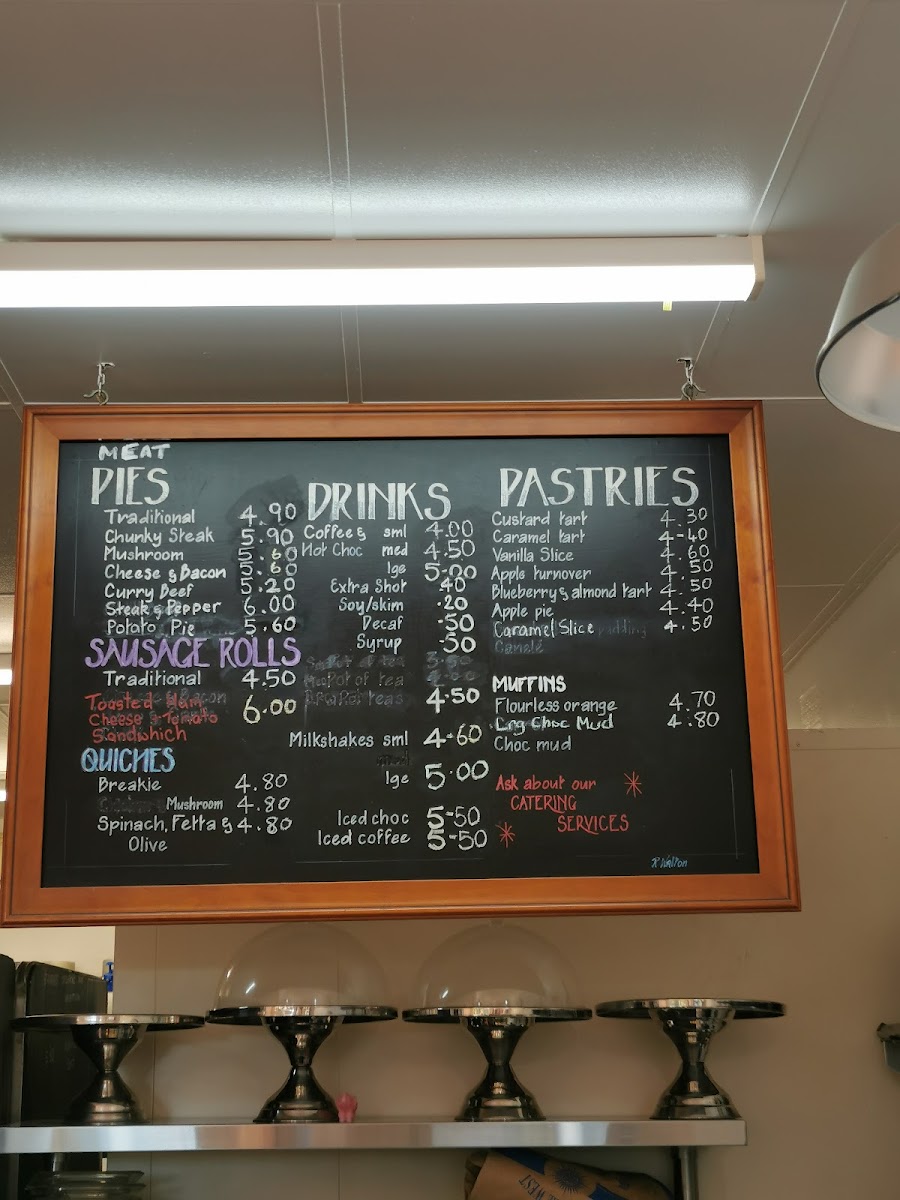 MEAT
PIES
Traditional 4.90
Chunky Steak 5.90
Mushroom 5.60
Cheese & Bacon 5.60
Curry Beef 5.20
Steak & Pepper 6.00
Potato Pie 5.60
SAUSAGE ROLLS
Traditional 4.50
Toasted Ham
Cheese & Tomato 6.00
Sandwhich
QUICHES
Breakie 4.80
Mushroom 4.80
Spinach, Fetta & 4.80
Olive
DRINKS
Coffee & sml 4.00
Hot Choc med 4.50
lge 5.00
Extra Shot .40
Soy/skim .20
Decaf .50
Syrup .50
Pot of tea
4.50
Milkshakes sml 4.60
lge 5.00
Iced choc 5.50
Iced coffee 5.50
PASTRIES
Custard tart 4.30
Caramel tart 4.40
Vanilla Slice 4.60
Apple turnover 4.50
Blueberry & almond tart 4.50
Apple pie 4.40
Caramel Slice 4.50
Canele
MUFFINS
Flourless orange 4.70
Lrg Choc Mud 4.80
Choc mud
Ask about our
CATERING
SERVICES
WEST